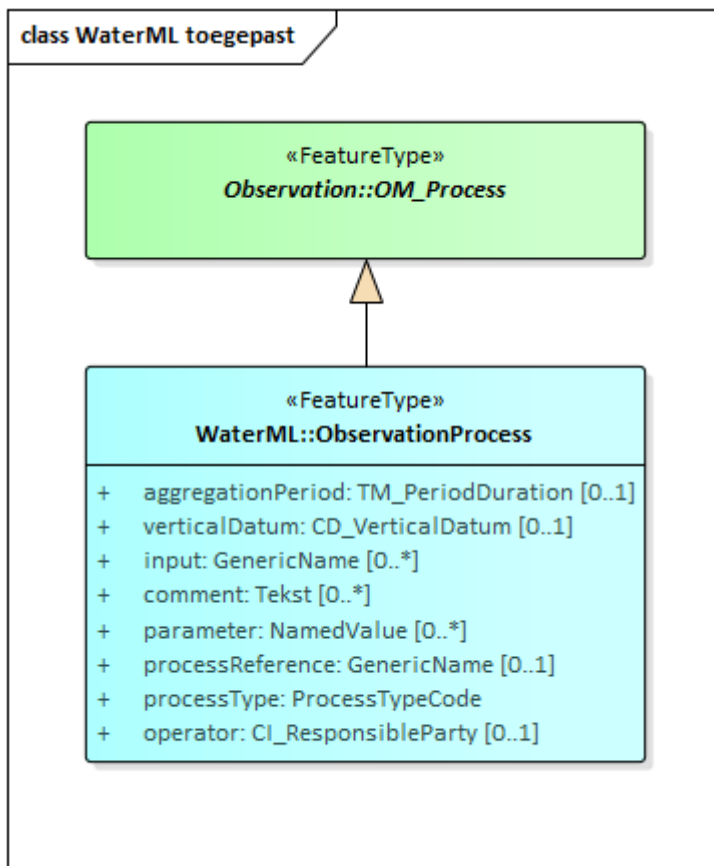 class WaterML toegepast
«FeatureType»
Observation::OM_Process
«FeatureType»
WaterML::ObservationProcess
+ aggregationPeriod: TM_PeriodDuration [0..1]
+ verticalDatum: CD_VerticalDatum [0..1]
+ input: GenericName [0..*]
+ comment: Tekst [0..*]
+ parameter: NamedValue [0..*]
+ processReference: GenericName [0..1]
+ processType: ProcessTypeCode
+ operator: CI_ResponsibleParty [0..1]